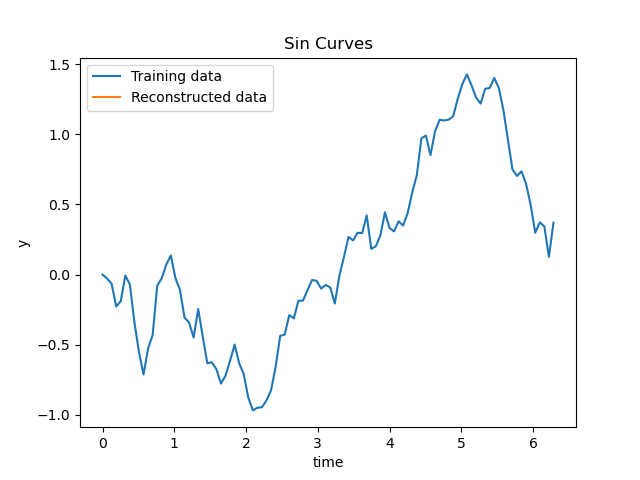 Sin Curves
Training data
Reconstructed data
1.5
1.0
0.5
0.0
−0.5
−1.0
y
0 1 2 3 4 5 6
time